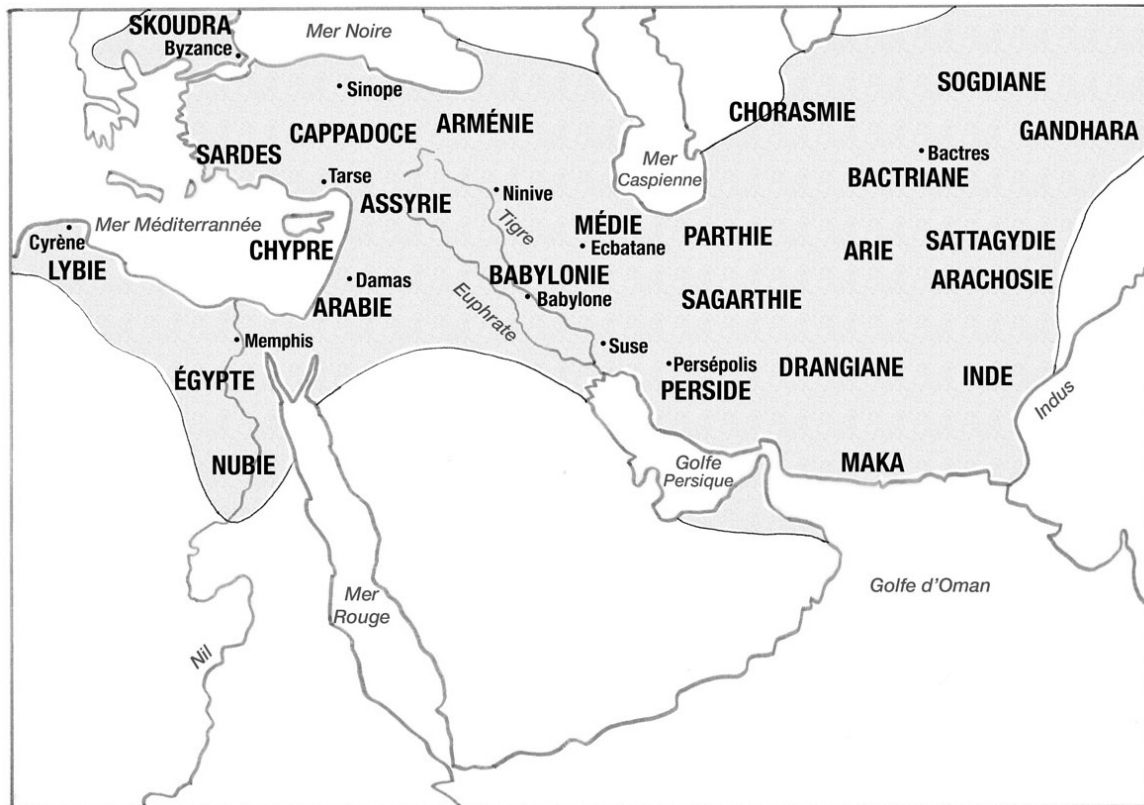 SKOUDRA
Byzance
Mer Noire
Sinope
CAPPADOCE
ARMÉNIE
SARDES
Tarse
ASSYRIE
Ninive
Tigre
Mer
Caspienne
CHORASMIE
SOGDIANE
GANDHARA
Bactres
BACTRIANE
Mer Méditerrannée
Cyrène
LYBIE
CHYPRE
Damas
ARABIE
MÉDIE
Ecbatane
BABYLONIE
Babylone
Euphrate
PARTHIE
SAGARTHIE
ARIE
SATTAGYDIE
ARACHOSIE
Memphis
ÉGYPTE
NUBIE
Suse
Persépolis
PERSIDE
DRANGIANE
INDE
Indus
Golfe
Persique
MAKA
Mer
Rouge
Nil
Golfe d’Oman